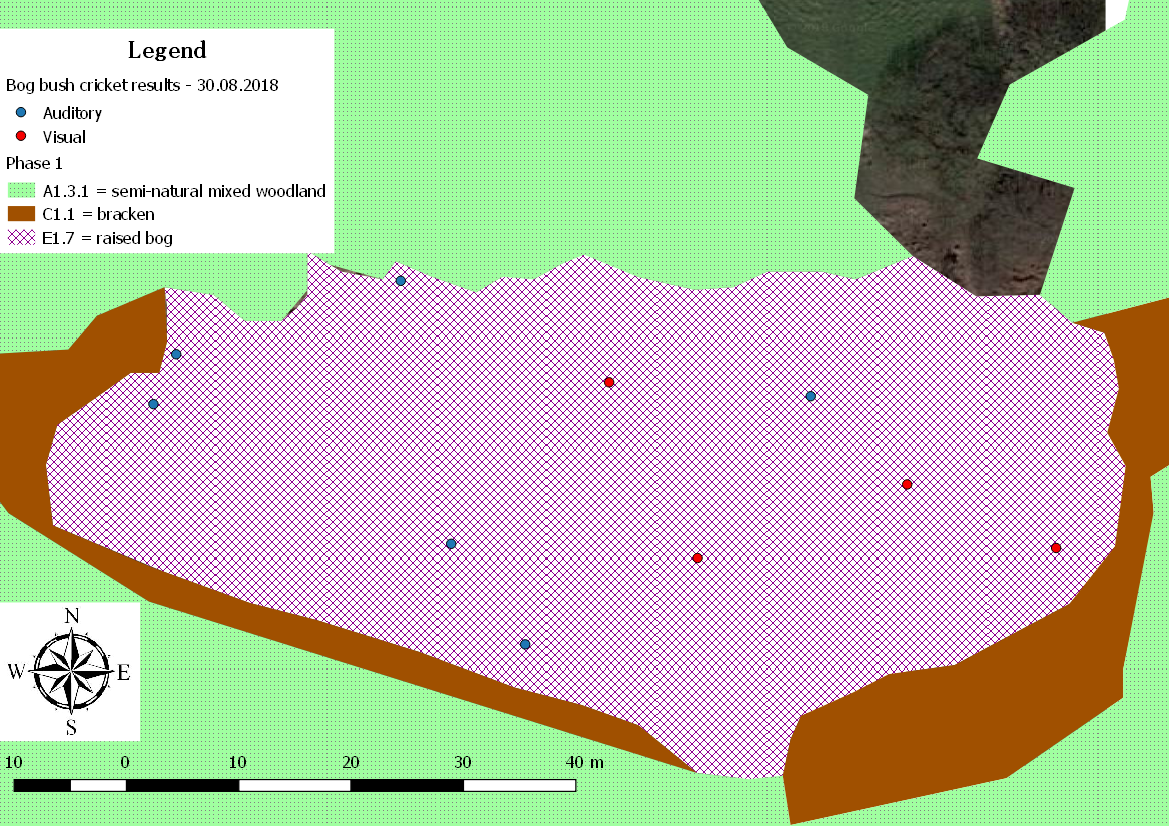 Legend
Bog bush cricket results - 30.08.2018
Auditory
Visual
Phase 1
A1.3.1 = semi-natural mixed woodland
C1.1 = bracken
E1.7 = raised bog
N
W E
S
10 0 10 20 30 40 m